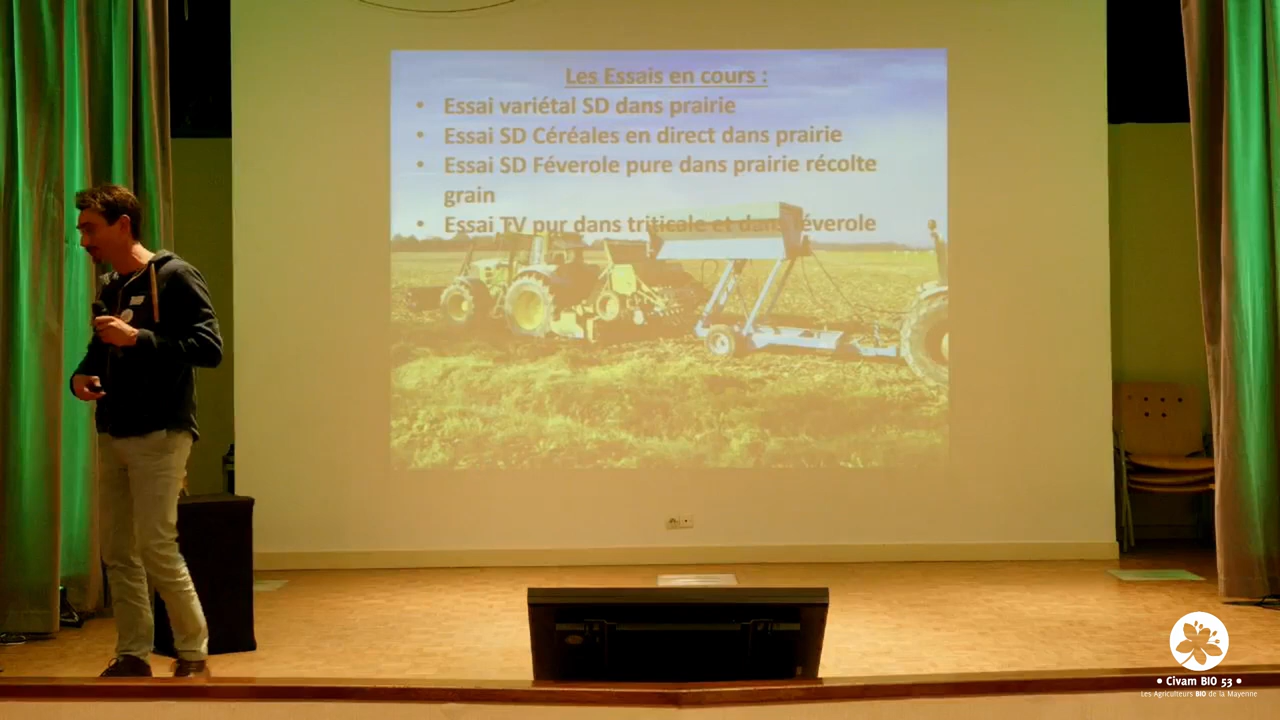 Les Essais en cours :
• Essai variétal SD dans prairie
• Essai SD Céréales en direct dans prairie
• Essai SD Féverole pure dans prairie récolte
grain
• Essai TV pur dans triticale et dans féverole
• Civam BIO 53 •
Les Agriculteurs BIO de la Mayenne